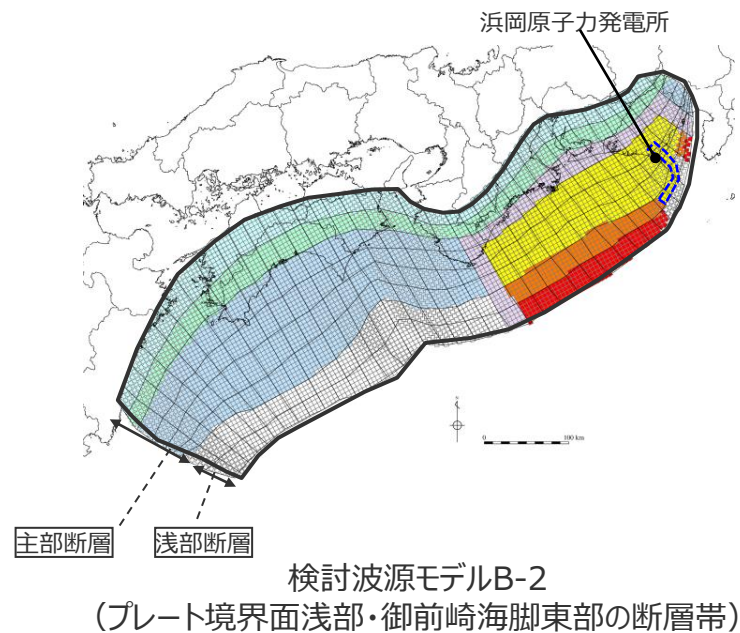 浜岡原子力発電所
0
100 km
主部断層
浅部断層
検討波源モデルB-2
（プレート境界面浅部・御前崎海脚東部の断層帯）